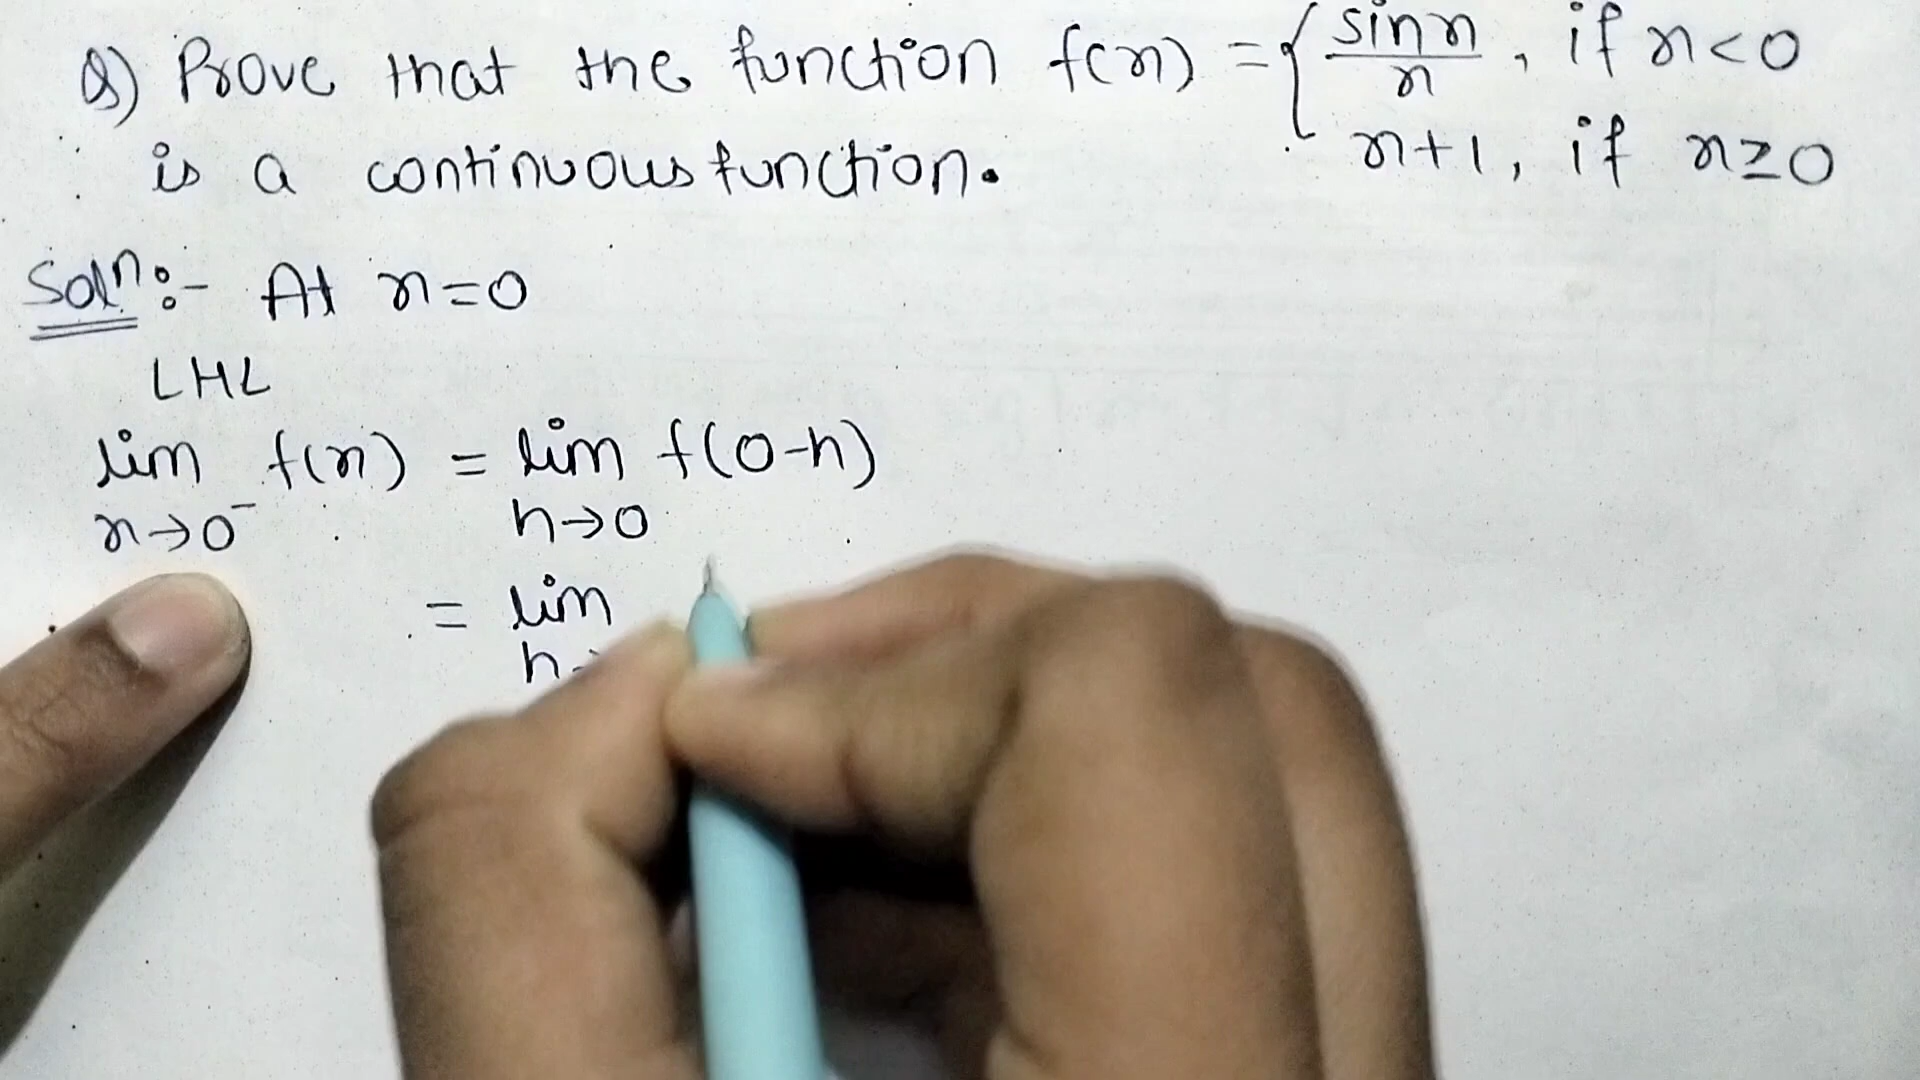 Q) Prove that the function f(x) = { sinx/x , if x<0
is a continuous function. x+1, if x≥0
Solⁿ:- At x=0
LHL
lim f(x) = lim f(0-h)
x→0⁻ h→0
= lim
h→